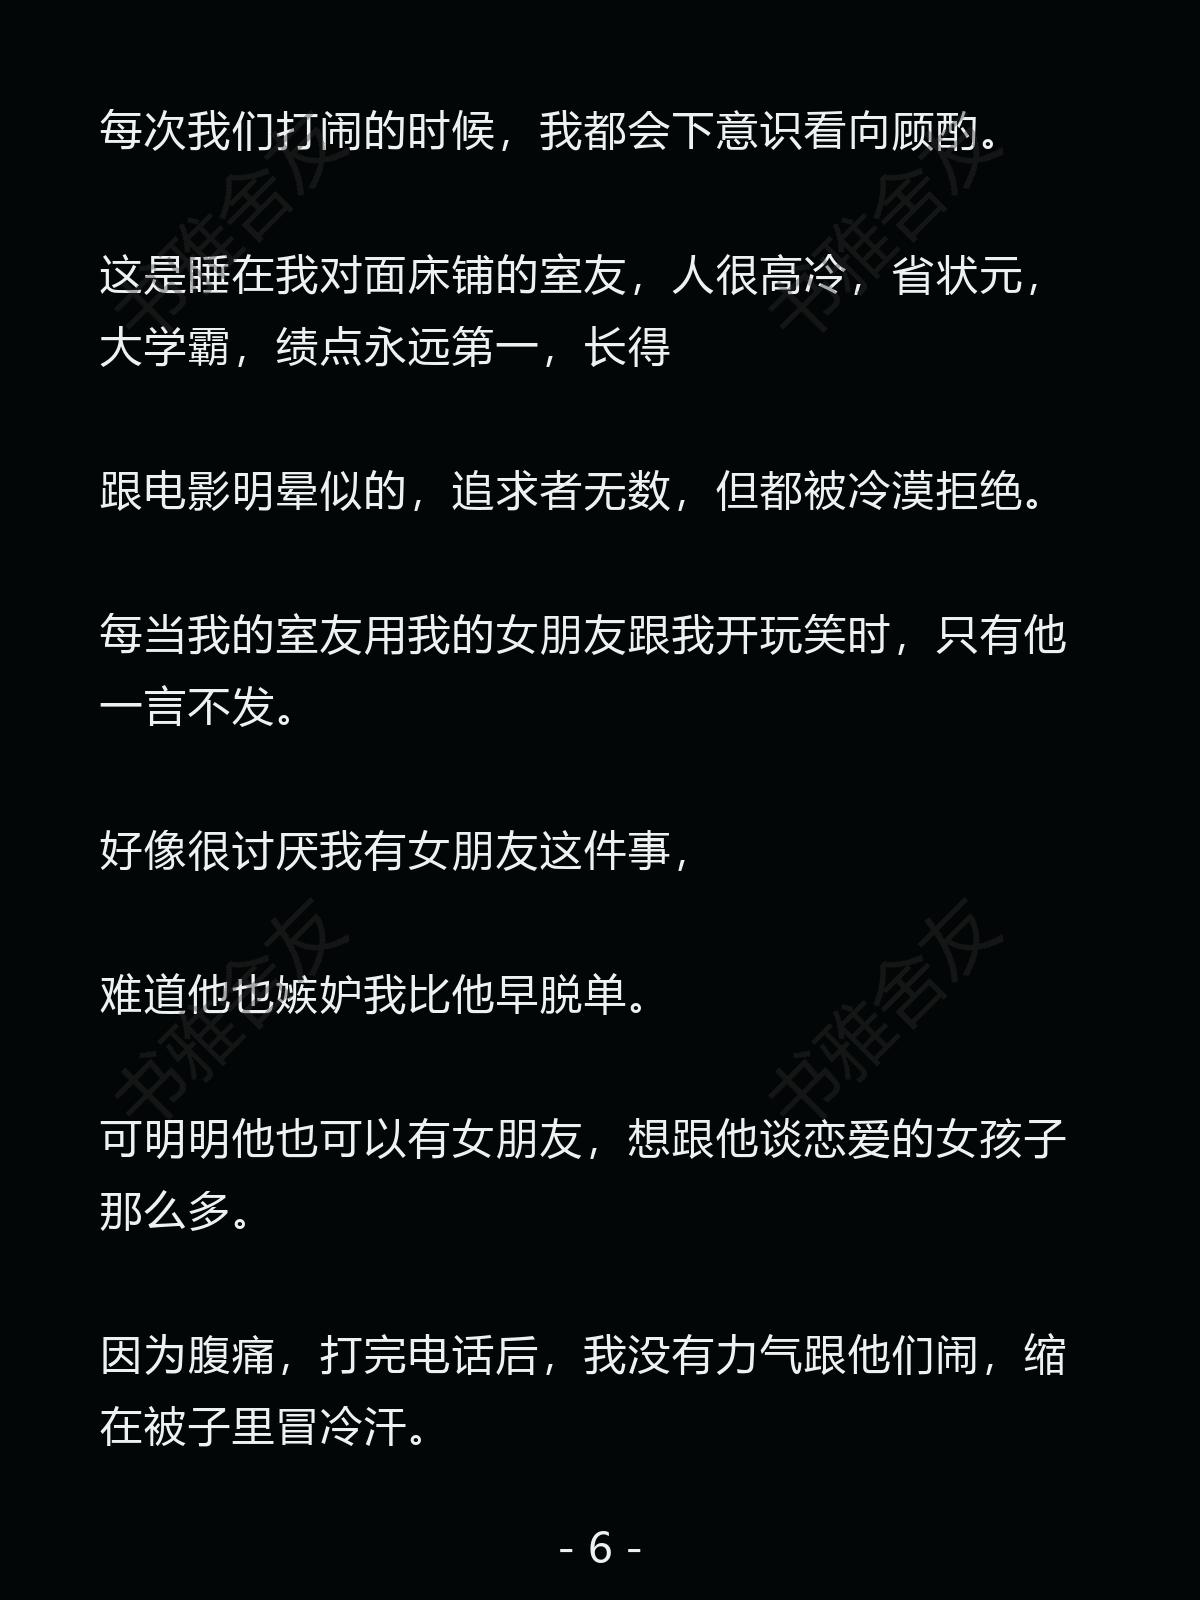 每次我们打闹的时候，我都会下意识看向顾酌。
这是睡在我对面床铺的室友，人很高冷，省状元，
大学霸，绩点永远第一，长得
跟电影明晕似的，追求者无数，但都被冷漠拒绝。
每当我的室友用我的女朋友跟我开玩笑时，只有他
一言不发。
好像很讨厌我有女朋友这件事，
难道他也嫉妒我比他早脱单。
可明明他也可以有女朋友，想跟他谈恋爱的女孩子
那么多。
因为腹痛，打完电话后，我没有力气跟他们闹，缩
在被子里冒冷汗。
- 6 -
书雅舍友
书雅舍友
书雅舍友
书雅舍友